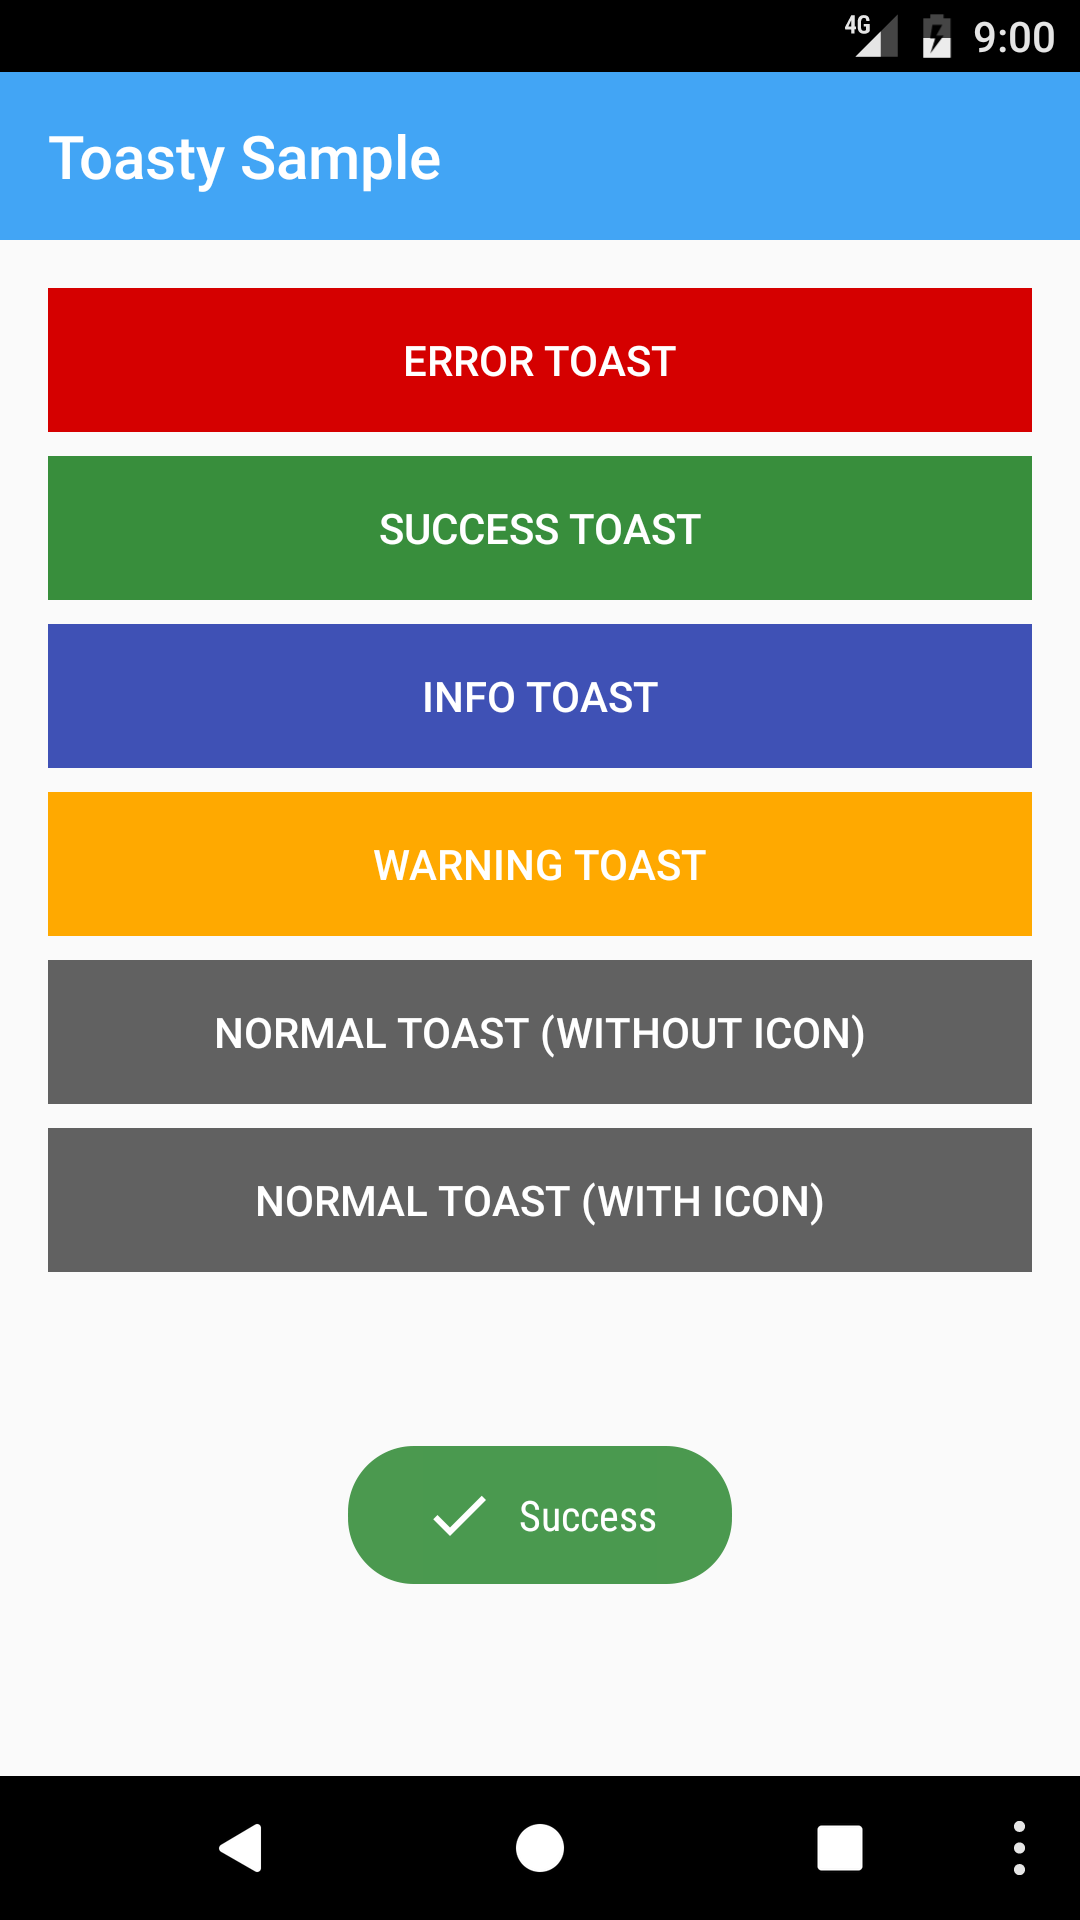 4G 9:00
Toasty Sample
ERROR TOAST
SUCCESS TOAST
INFO TOAST
WARNING TOAST
NORMAL TOAST (WITHOUT ICON)
NORMAL TOAST (WITH ICON)
Success